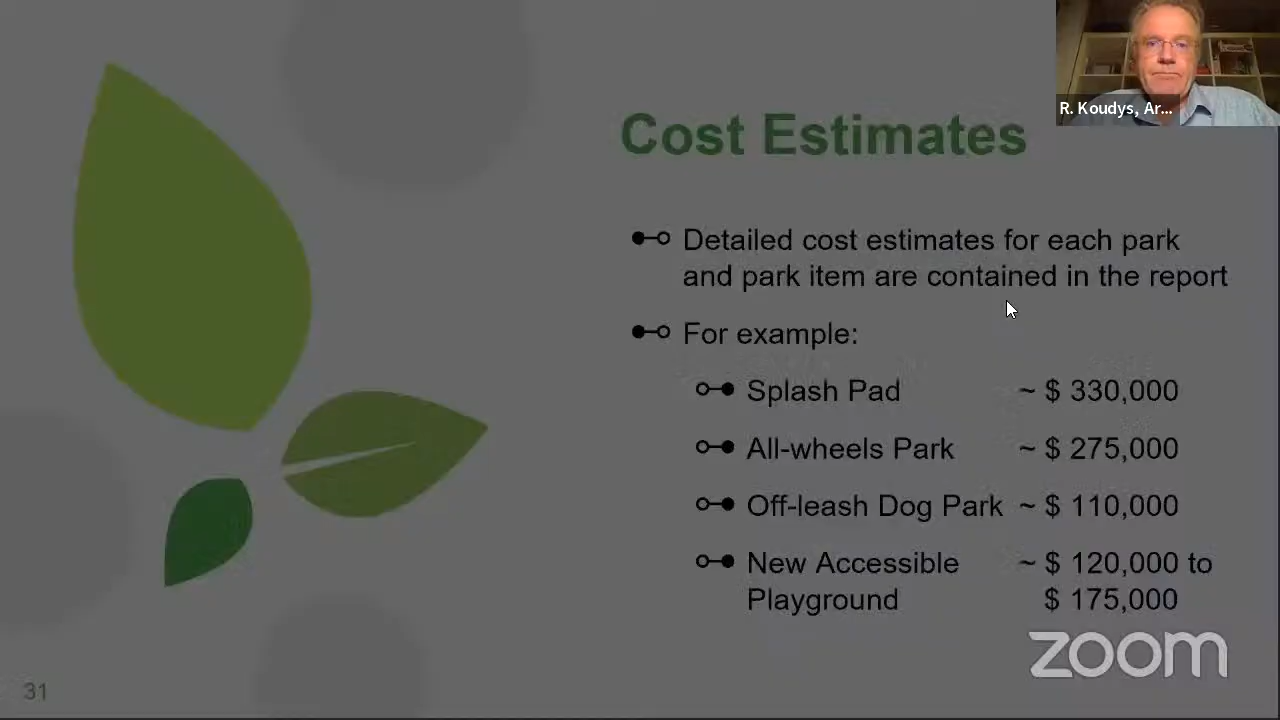 R. Koudys, Ar...
Cost Estimates
Detailed cost estimates for each park
and park item are contained in the report
For example:
Splash Pad ~ $ 330,000
All-wheels Park ~ $ 275,000
Off-leash Dog Park ~ $ 110,000
New Accessible ~ $ 120,000 to
Playground $ 175,000
zoom
31